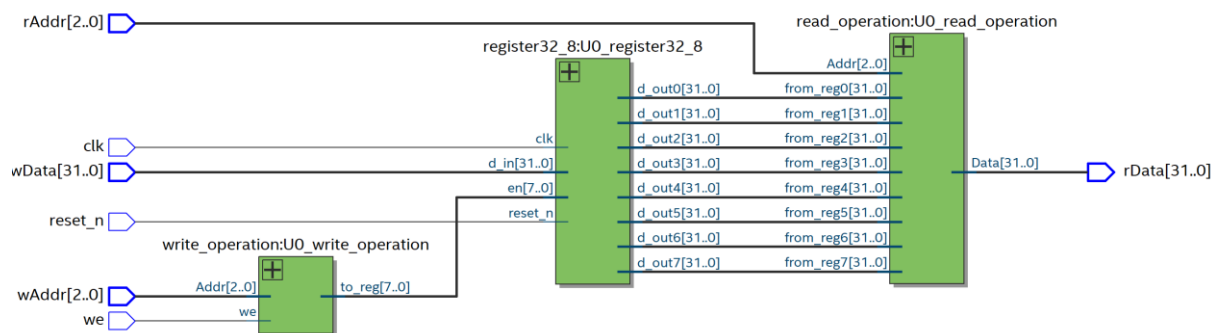 rAddr[2..0]
clk
wData[31..0]
reset_n
wAddr[2..0]
we
write_operation:U0_write_operation
Addr[2..0]
we
to_reg[7..0]
register32_8:U0_register32_8
clk
d_in[31..0]
en[7..0]
reset_n
d_out0[31..0]
d_out1[31..0]
d_out2[31..0]
d_out3[31..0]
d_out4[31..0]
d_out5[31..0]
d_out6[31..0]
d_out7[31..0]
read_operation:U0_read_operation
Addr[2..0]
from_reg0[31..0]
from_reg1[31..0]
from_reg2[31..0]
from_reg3[31..0]
from_reg4[31..0]
from_reg5[31..0]
from_reg6[31..0]
from_reg7[31..0]
Data[31..0]
rData[31..0]